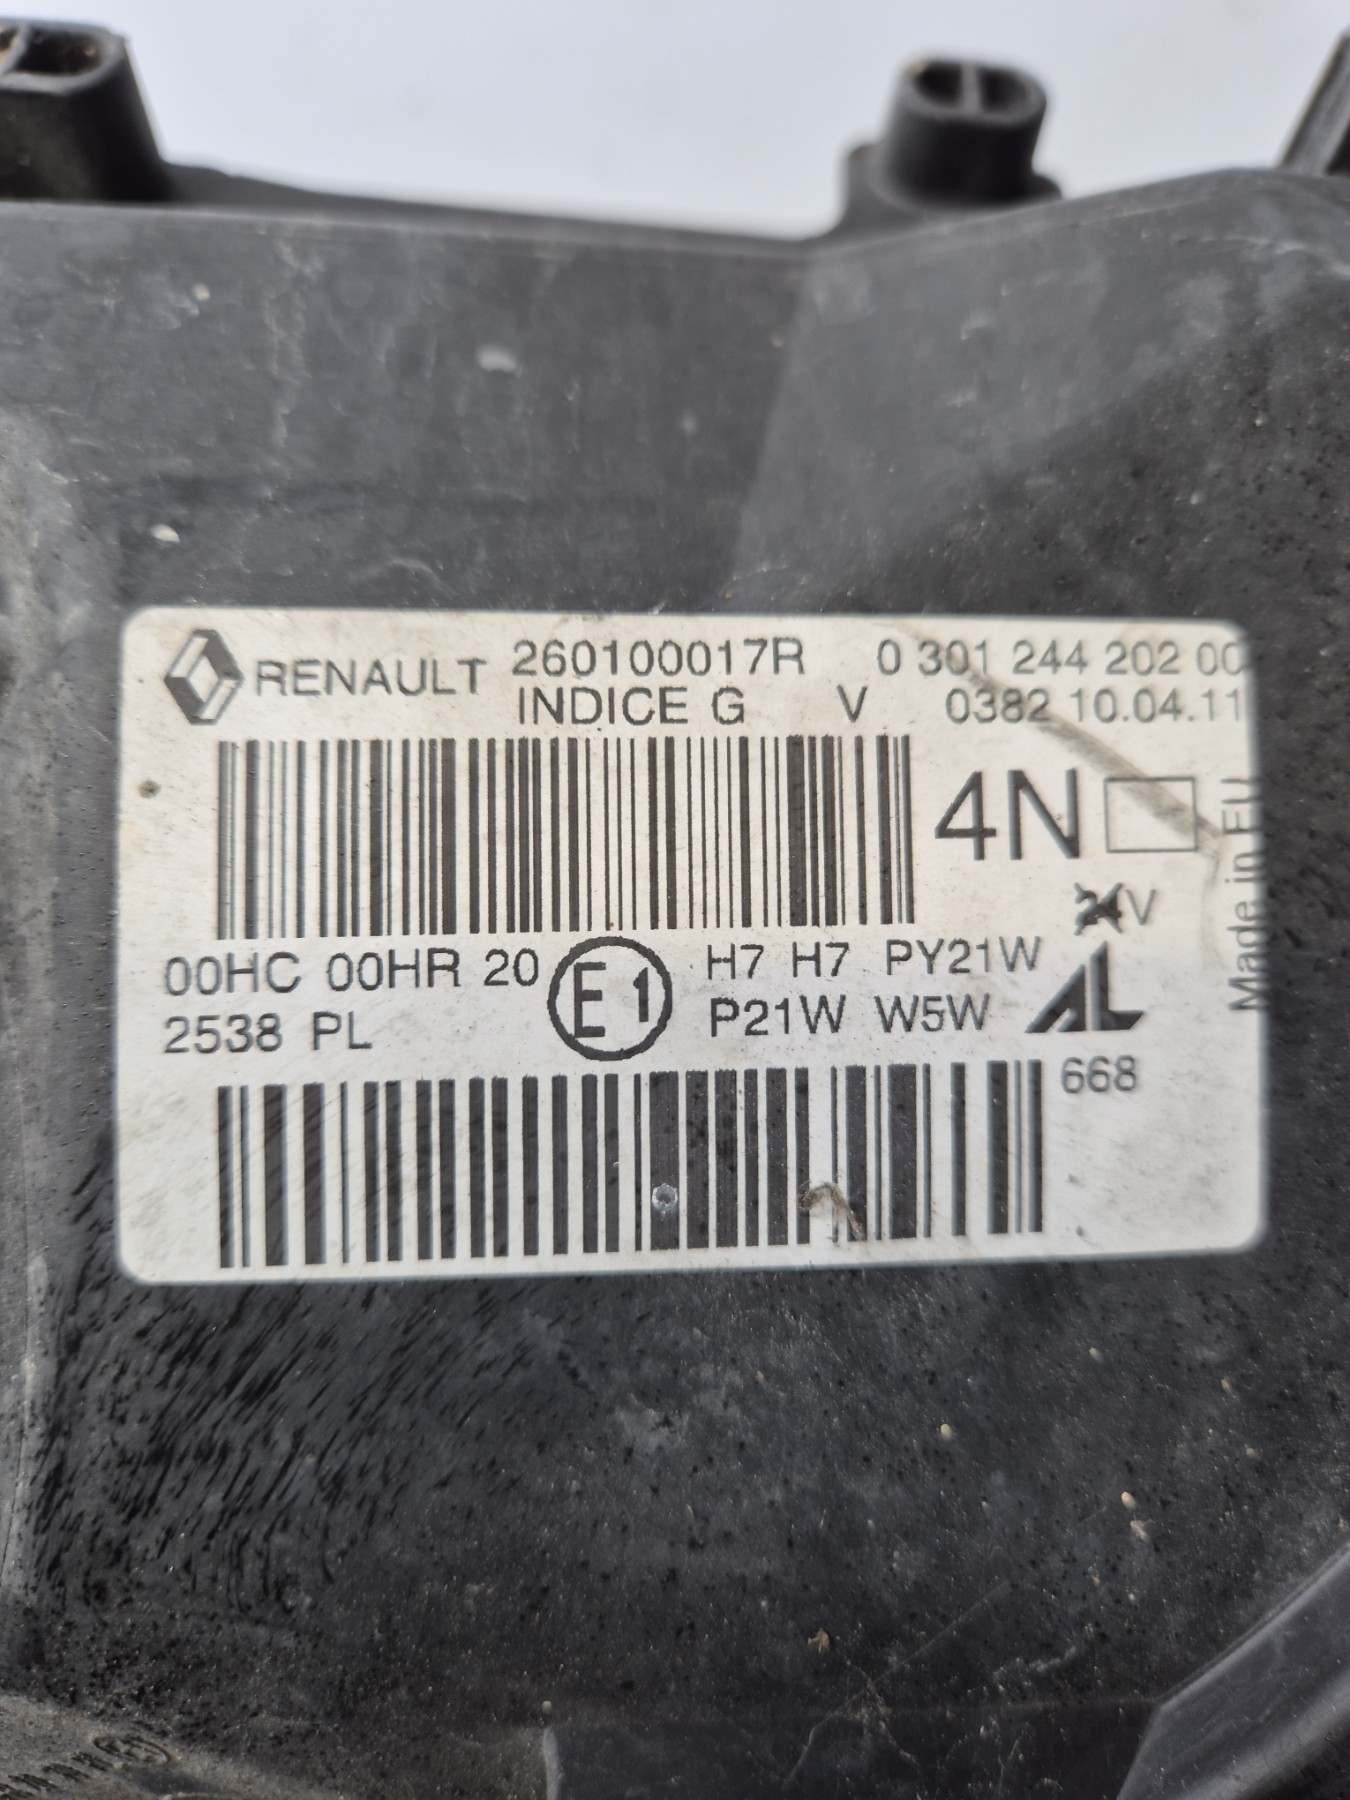 RENAULT 260100017R 0 301 244 202 00
INDICE G V 0382 10.04.11
4N
24V
Made in EU
00HC 00HR 20 E1 H7 H7 PY21W
2538 PL P21W W5W AL
668